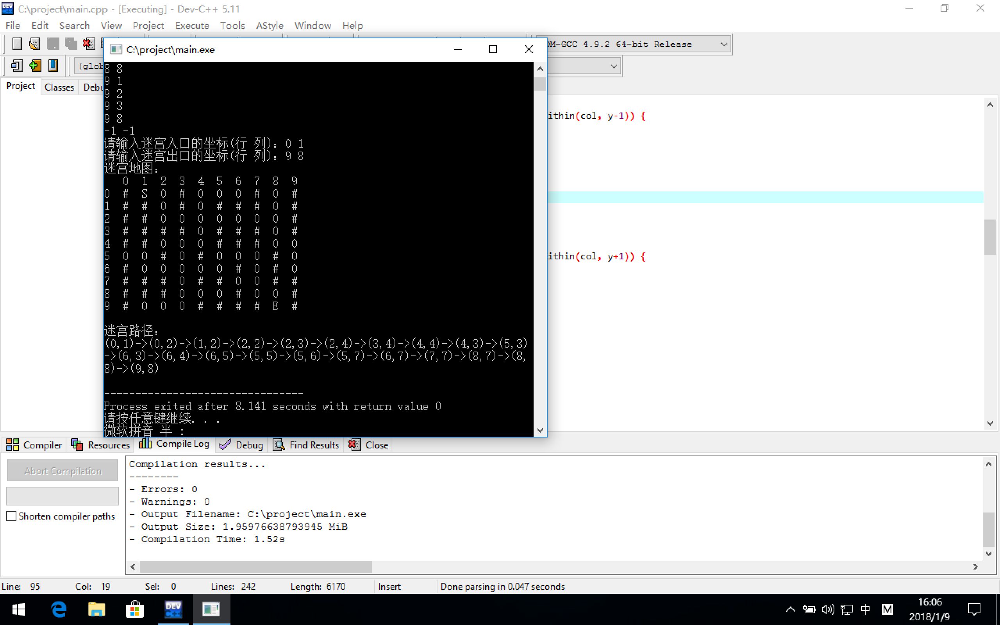 C:\project\main.cpp - [Executing] - Dev-C++ 5.11
File Edit Search View Project Execute Tools AStyle Window Help
DM-GCC 4.9.2 64-bit Release
(glob
Project Classes Debu
C:\project\main.exe
8 8
9 1
9 2
9 3
9 8
-1 -1
请输入迷宫入口的坐标(行 列): 0 1
请输入迷宫出口的坐标(行 列): 9 8
迷宫地图:
0 1 2 3 4 5 6 7 8 9
0 # S 0 # 0 0 0 # 0 #
1 # # 0 # 0 # # # 0 #
2 # # 0 0 0 0 0 0 0 #
3 # # # # 0 # # # 0 #
4 # # 0 0 0 # # # 0 0
5 0 0 # 0 # 0 0 0 # 0
6 # 0 0 0 0 0 # 0 # 0
7 # # # 0 # # 0 0 # #
8 # # # 0 0 0 # 0 0 #
9 # 0 0 0 # # # # E #
迷宫路径:
(0,1)->(0,2)->(1,2)->(2,2)->(2,3)->(2,4)->(3,4)->(4,4)->(4,3)->(5,3)
->(6,3)->(6,4)->(6,5)->(5,5)->(5,6)->(5,7)->(6,7)->(7,7)->(8,7)->(8,
8)->(9,8)
--------------------------------
Process exited after 8.141 seconds with return value 0
请按任意键继续. . .
微软拼音 半 :
ithin(col, y-1)) {
ithin(col, y+1)) {
Compiler Resources Compile Log Debug Find Results Close
Abort Compilation
Shorten compiler paths
Compilation results...
--------
- Errors: 0
- Warnings: 0
- Output Filename: C:\project\main.exe
- Output Size: 1.95976638793945 MiB
- Compilation Time: 1.52s
Line: 95 Col: 19 Sel: 0 Lines: 242 Length: 6170 Insert Done parsing in 0.047 seconds
DEV C++
中 M
16:06
2018/1/9